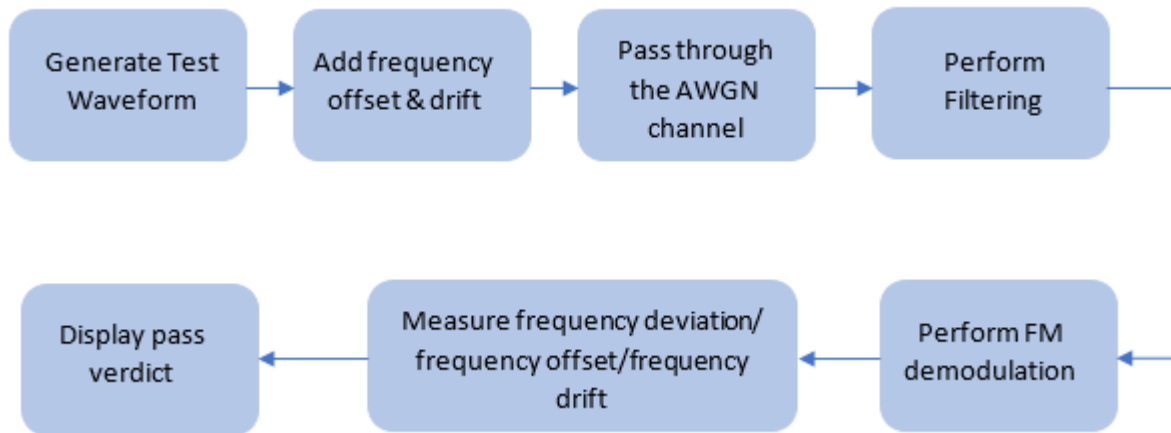 Generate Test
Waveform
Add frequency
offset & drift
Pass through
the AWGN
channel
Perform
Filtering
Perform FM
demodulation
Measure frequency deviation/
frequency offset/frequency
drift
Display pass
verdict